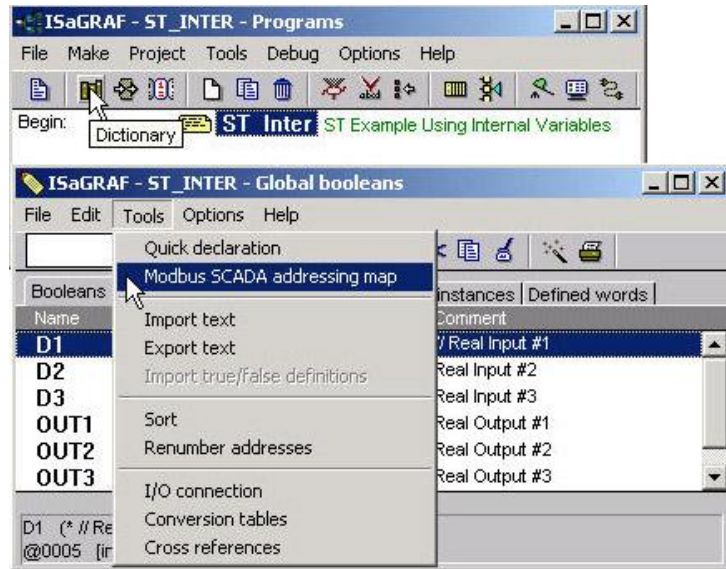 ISaGRAF - ST_INTER - Programs
File Make Project Tools Debug Options Help
Begin: ST_Inter ST Example Using Internal Variables
Dictionary
ISaGRAF - ST_INTER - Global booleans
File Edit Tools Options Help
Quick declaration
Modbus SCADA addressing map
Import text
Export text
Import true/false definitions
Sort
Renumber addresses
I/O connection
Conversion tables
Cross references
Booleans instances Defined words
Name Comment
D1 // Real Input #1
D2 Real Input #2
D3 Real Input #3
OUT1 Real Output #1
OUT2 Real Output #2
OUT3 Real Output #3
D1 (* // Re
@0005 [in